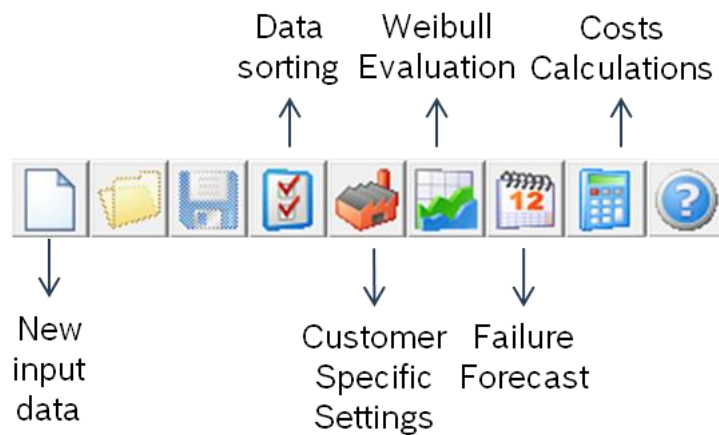 Data
sorting
Weibull
Evaluation
Costs
Calculations
12
?
New
input
data
Customer
Specific
Settings
Failure
Forecast